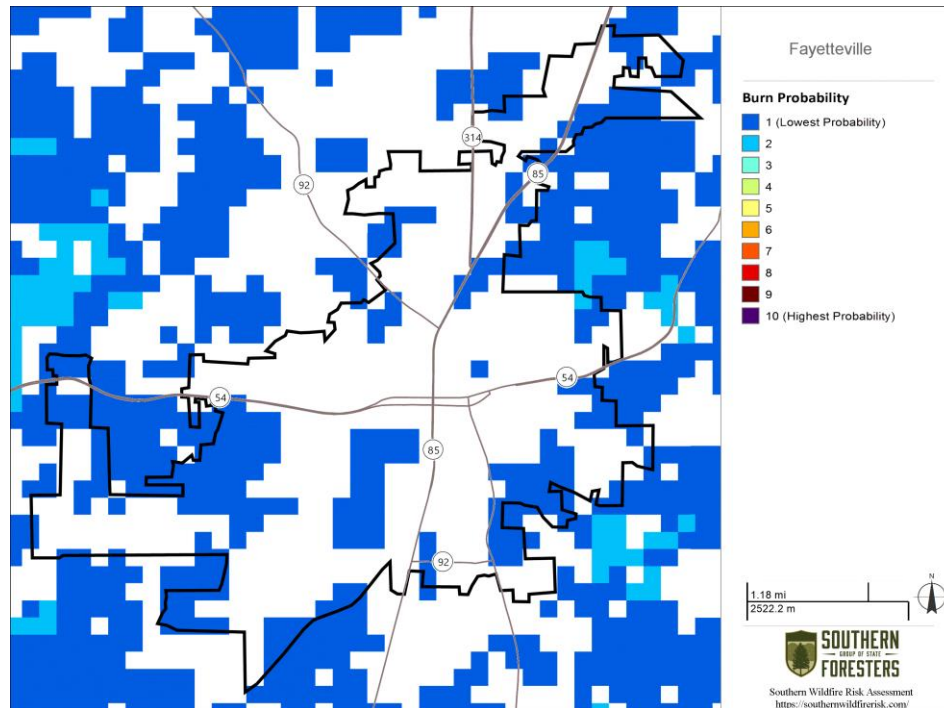 314
92
85
54
54
85
92
Fayetteville
Burn Probability
1 (Lowest Probability)
2
3
4
5
6
7
8
9
10 (Highest Probability)
N
1.18 mi
2522.2 m
SOUTHERN
GROUP OF STATE
FORESTERS
Southern Wildfire Risk Assessment
https://southernwildfirerisk.com/